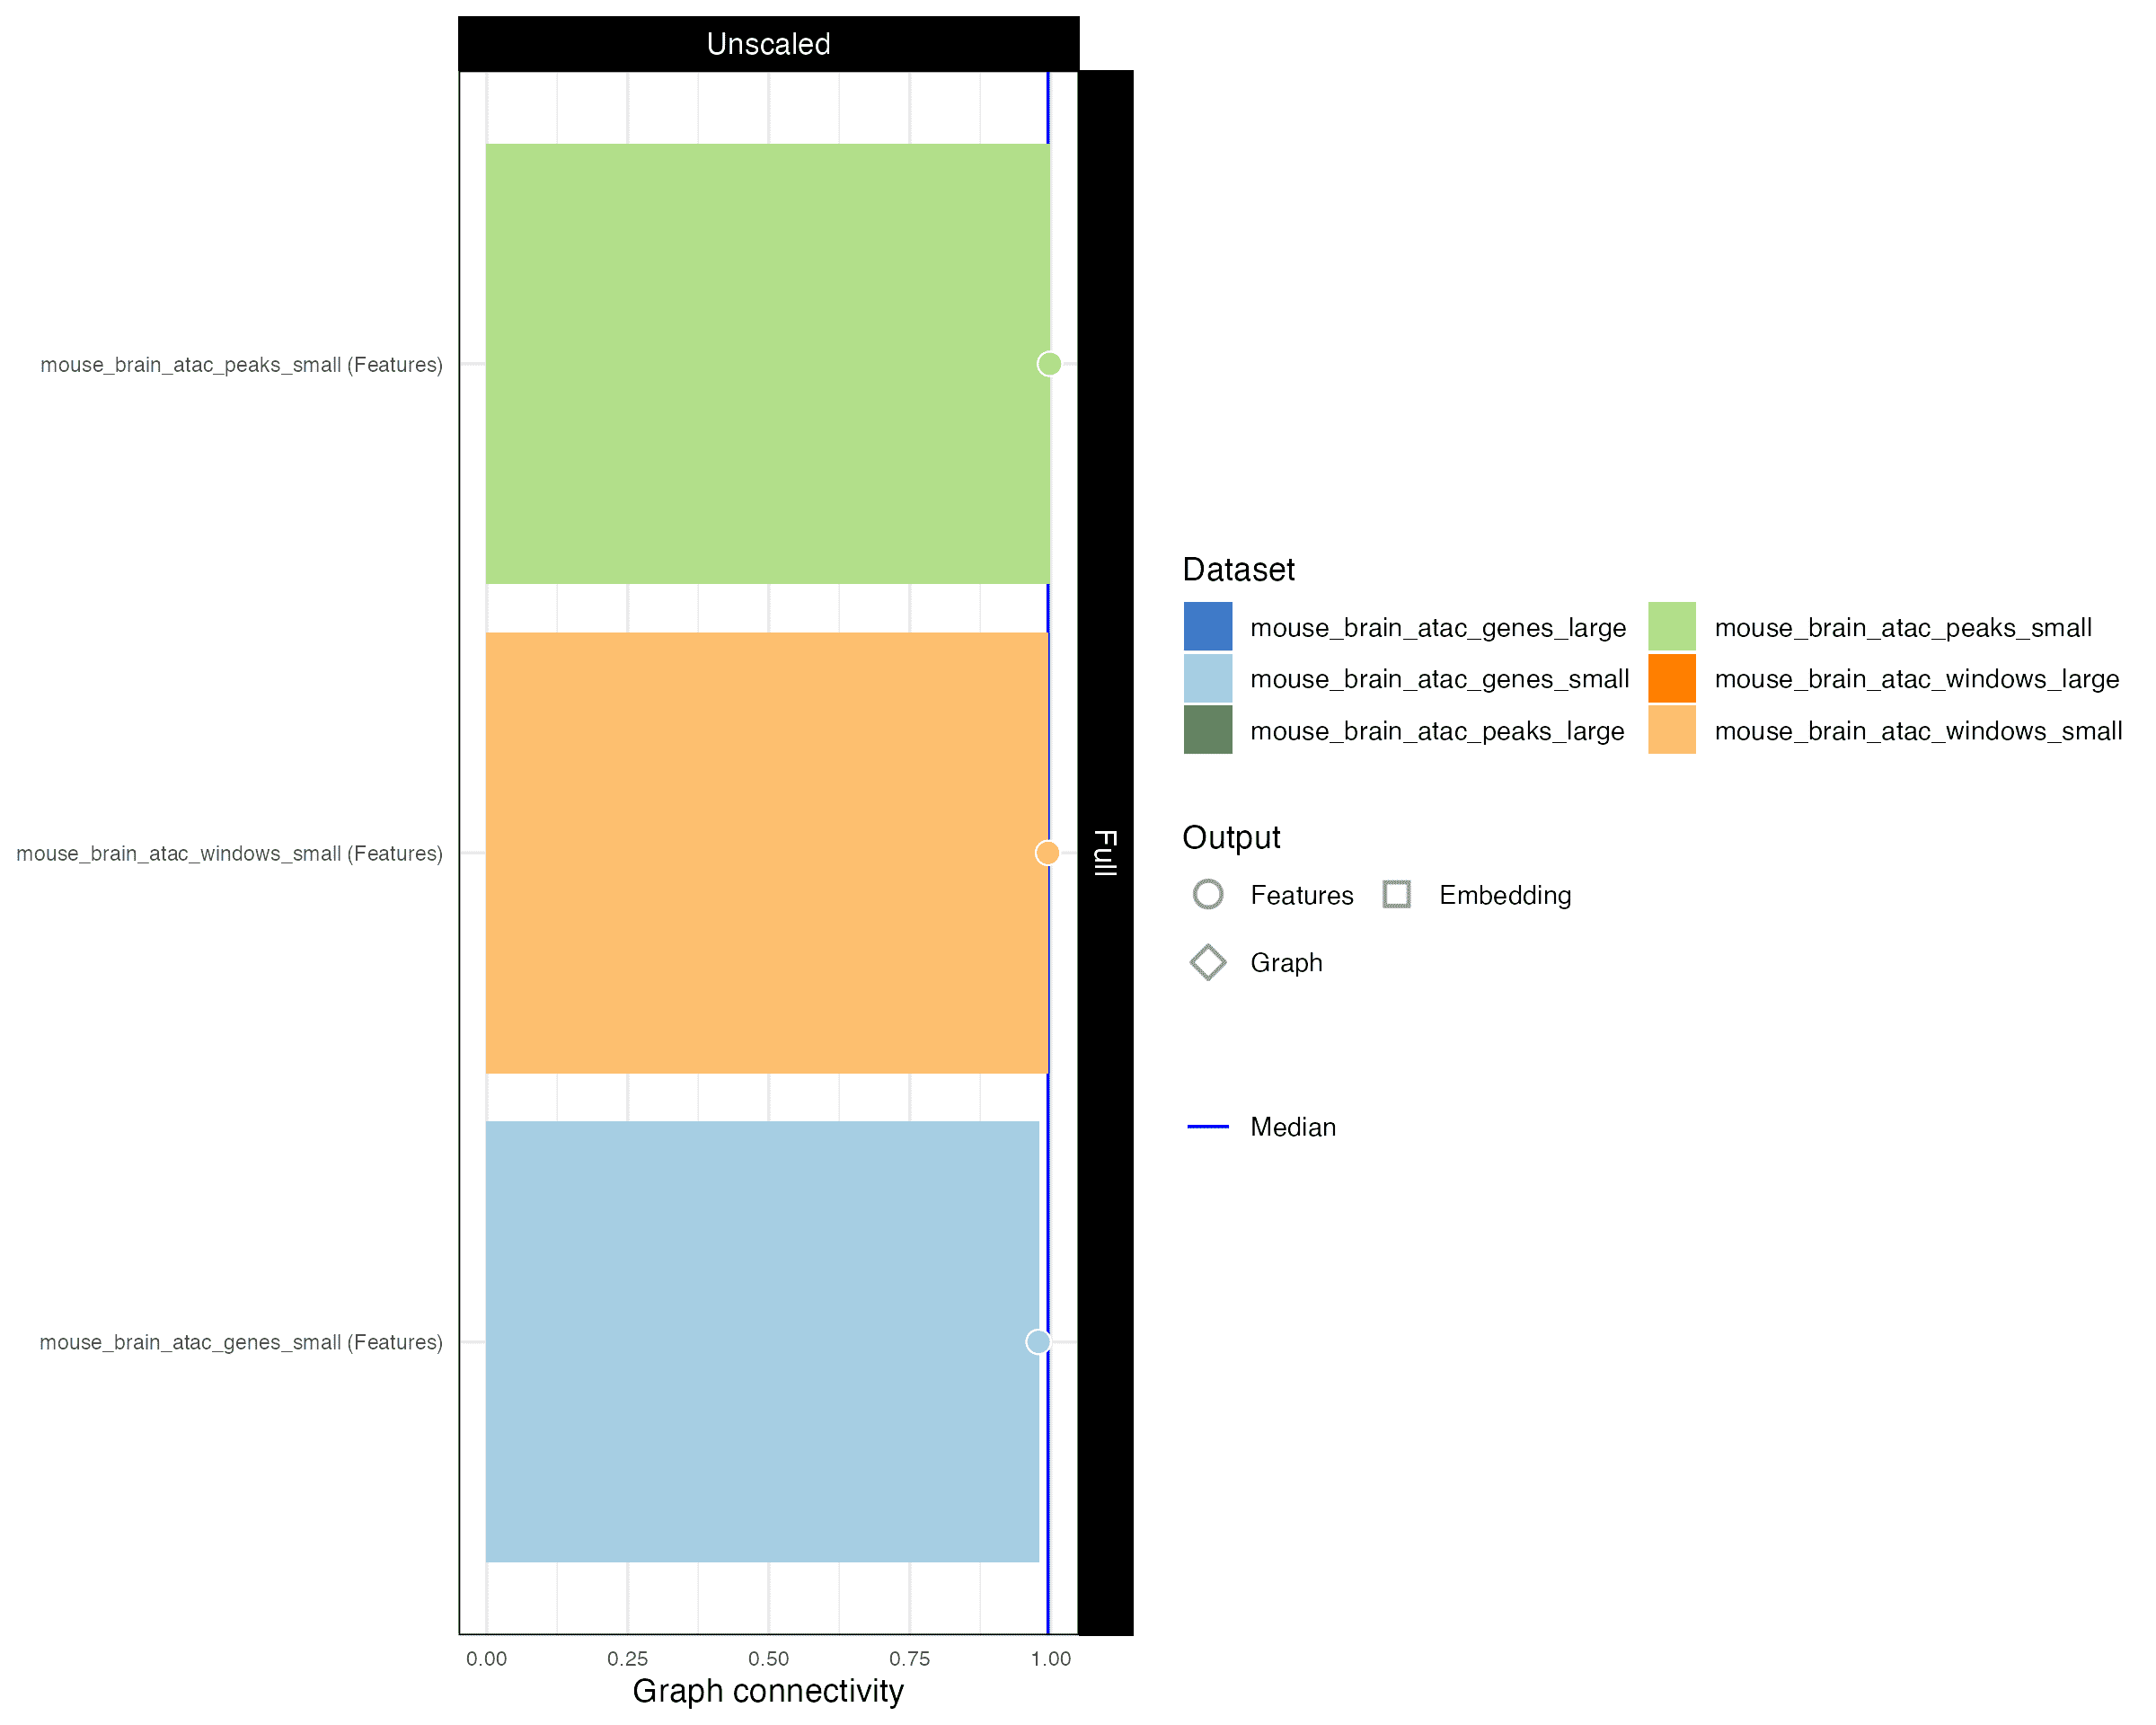 Unscaled
mouse_brain_atac_peaks_small (Features)
mouse_brain_atac_windows_small (Features)
mouse_brain_atac_genes_small (Features)
Full
0.00 0.25 0.50 0.75 1.00
Graph connectivity
Dataset
mouse_brain_atac_genes_large mouse_brain_atac_peaks_small
mouse_brain_atac_genes_small mouse_brain_atac_windows_large
mouse_brain_atac_peaks_large mouse_brain_atac_windows_small
Output
Features Embedding
Graph
Median